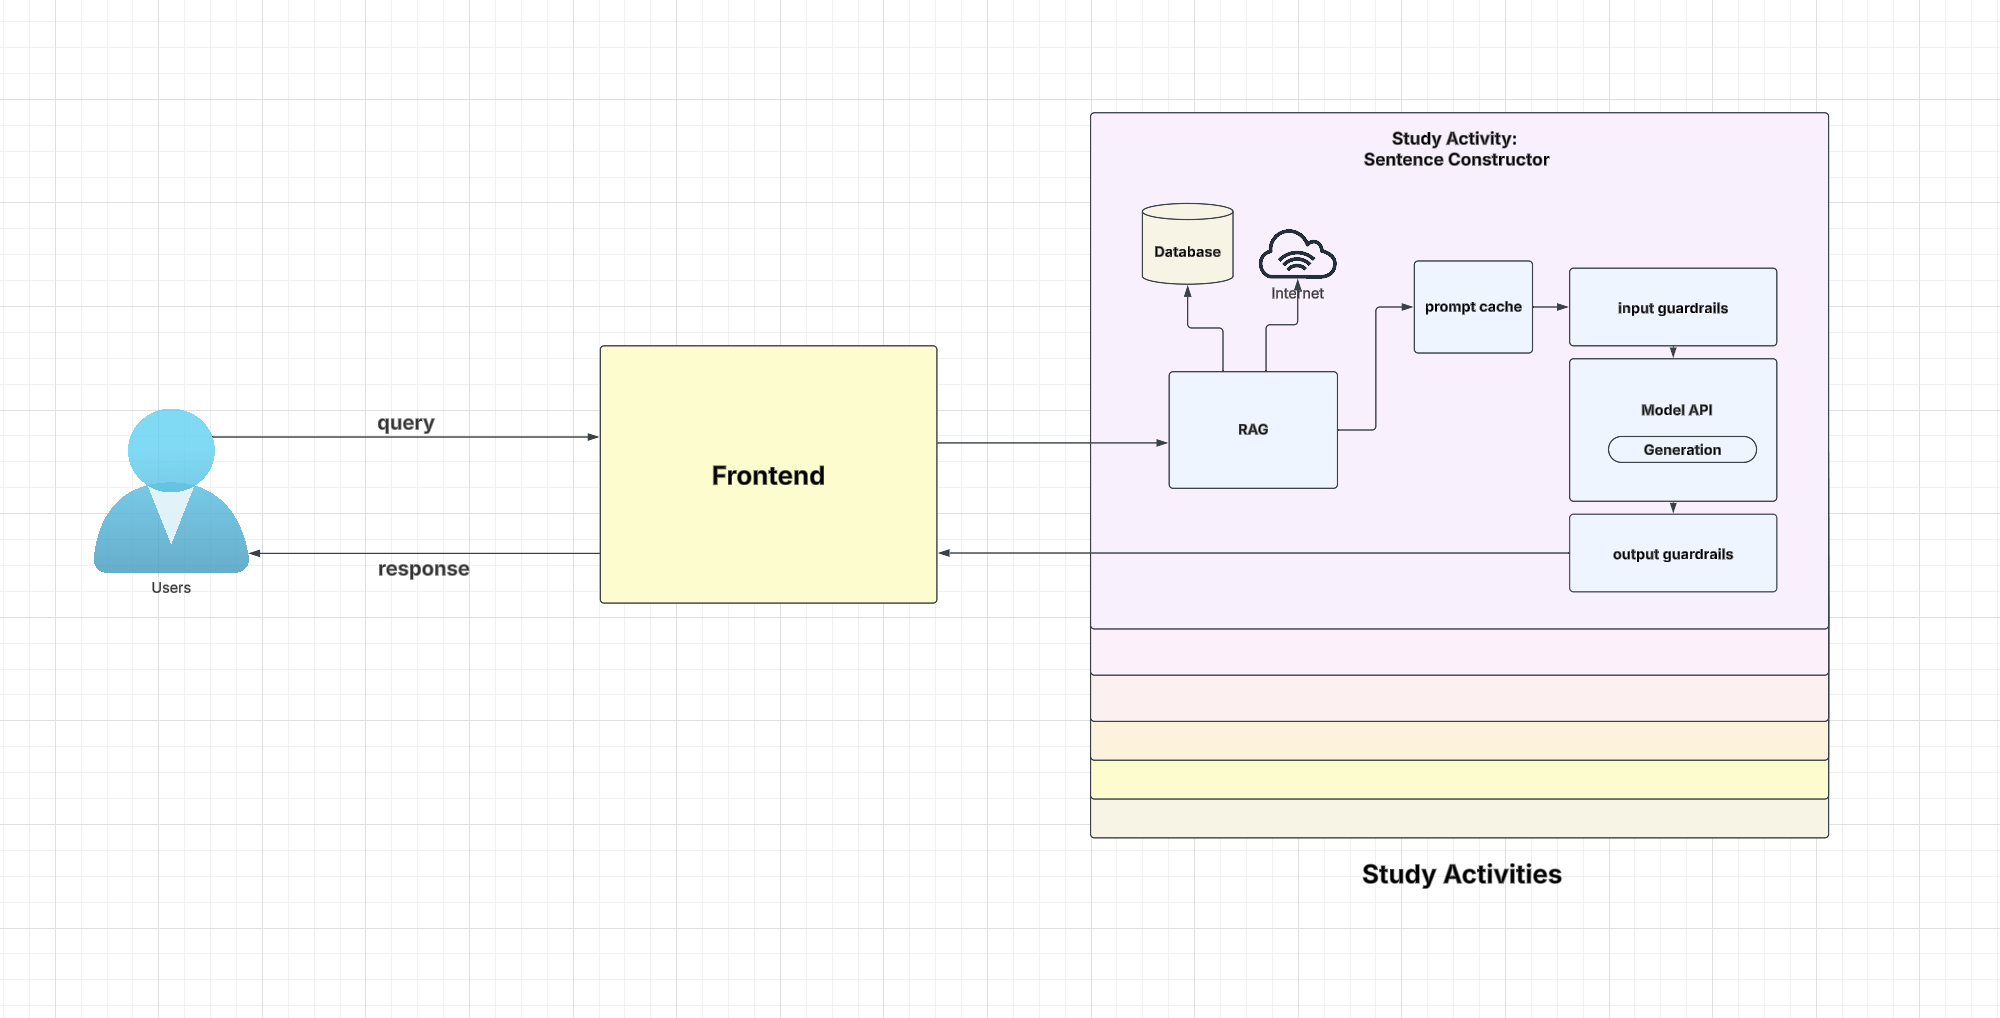 Study Activity:
Sentence Constructor
Database
Internet
prompt cache
input guardrails
Model API
Generation
RAG
query
Frontend
output guardrails
response
Users
Study Activities